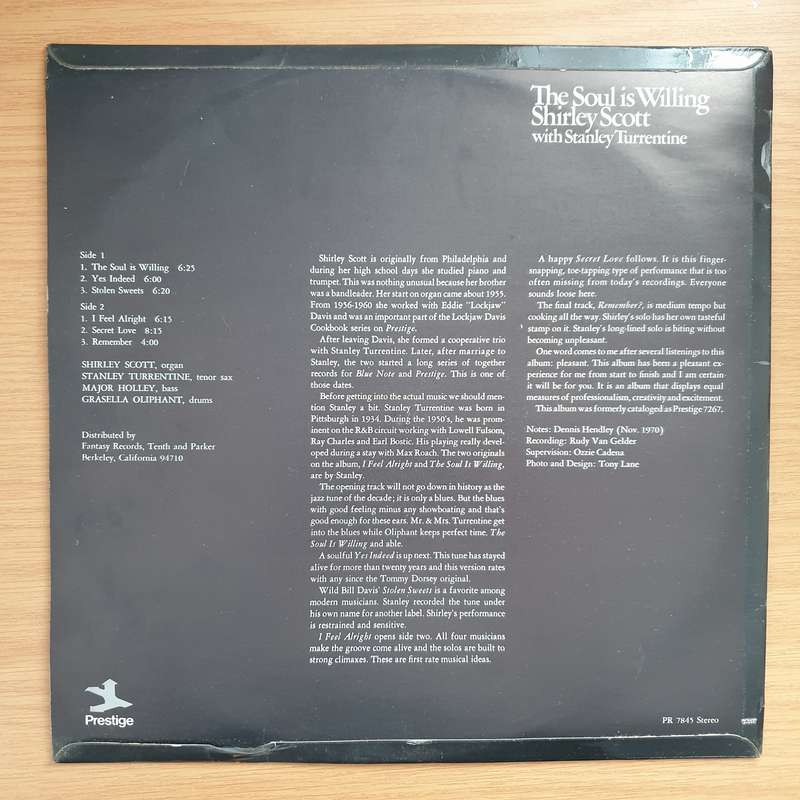 The Soul is Willing
Shirley Scott
with Stanley Turrentine
Side 1
1. The Soul is Willing 6:25
2. Yes Indeed 6:00
3. Stolen Sweets 6:20
Side 2
1. I Feel Alright 6:15
2. Secret Love 8:15
3. Remember 4:00
SHIRLEY SCOTT, organ
STANLEY TURRENTINE, tenor sax
MAJOR HOLLEY, bass
GRASELLA OLIPHANT, drums
Distributed by
Fantasy Records, Tenth and Parker
Berkeley, California 94710
Shirley Scott is originally from Philadelphia and
during her high school days she studied piano and
trumpet. This was nothing unusual because her brother
was a bandleader. Her start on organ came about 1955.
From 1956-1960 she worked with Eddie "Lockjaw"
Davis and was an important part of the Lockjaw Davis
Cookbook series on Prestige.
After leaving Davis, she formed a cooperative trio
with Stanley Turrentine. Later, after marriage to
Stanley, the two started a long series of together
records for Blue Note and Prestige. This is one of
those dates.
Before getting into the actual music we should men-
tion Stanley a bit. Stanley Turrentine was born in
Pittsburgh in 1934. During the 1950's, he was prom-
inent on the R&B circuit working with Lowell Fulsom,
Ray Charles and Earl Bostic. His playing really devel-
oped during a stay with Max Roach. The two originals
on the album, I Feel Alright and The Soul Is Willing,
are by Stanley.
The opening track will not go down in history as the
jazz tune of the decade; it is only a blues. But the blues
with good feeling minus any showboating and that's
good enough for these ears. Mr. & Mrs. Turrentine get
into the blues while Oliphant keeps perfect time. The
Soul Is Willing and able.
A soulful Yes Indeed is up next. This tune has stayed
alive for more than twenty years and this version rates
with any since the Tommy Dorsey original.
Wild Bill Davis' Stolen Sweets is a favorite among
modern musicians. Stanley recorded the tune under
his own name for another label. Shirley's performance
is restrained and sensitive.
I Feel Alright opens side two. All four musicians
make the groove come alive and the solos are built to
strong climaxes. These are first rate musical ideas.
A happy Secret Love follows. It is this finger-
snapping, toe-tapping type of performance that is too
often missing from today's recordings. Everyone
sounds loose here.
The final track, Remember?, is medium tempo but
cooking all the way. Shirley's solo has her own tasteful
stamp on it. Stanley's long-lined solo is biting without
becoming unpleasant.
One word comes to me after several listenings to this
album: pleasant. This album has been a pleasant ex-
perience for me from start to finish and I am certain
it will be for you. It is an album that displays equal
measures of professionalism, creativity and excitement.
This album was formerly cataloged as Prestige 7267.
Notes: Dennis Hendley (Nov. 1970)
Recording: Rudy Van Gelder
Supervision: Ozzie Cadena
Photo and Design: Tony Lane
Prestige
PR 7845 Stereo